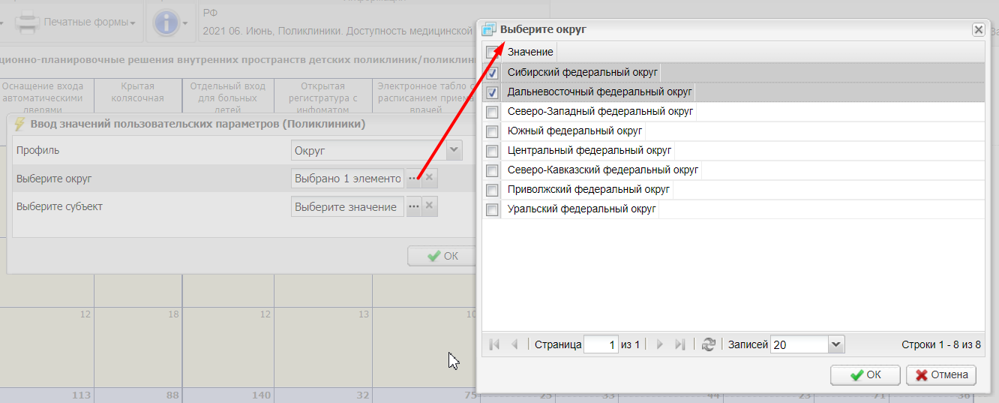 Печатные формы
РФ
2021 06. Июнь, Поликлиники. Доступность медицинской
ционно-планировочные решения внутренних пространств детских поликлиник/поликлин
Оснащение входа автоматическими дверями
Крытая колясочная
Отдельный вход для больных детей
Открытая регистратура с инфоматом
Электронное табло с расписанием приема врачей
Ввод значений пользовательских параметров (Поликлиники)
Профиль
Округ
Выберите округ
Выбрано 1 элементо
Выберите субъект
Выберите значение
ОК
12 18 12 13 10
113 88 140 32 75 25 33 44 23 71 36
Выберите округ
Значение
Сибирский федеральный округ
Дальневосточный федеральный округ
Северо-Западный федеральный округ
Южный федеральный округ
Центральный федеральный округ
Северо-Кавказский федеральный округ
Приволжский федеральный округ
Уральский федеральный округ
Страница 1 из 1 Записей 20 Строки 1 - 8 из 8
ОК Отмена